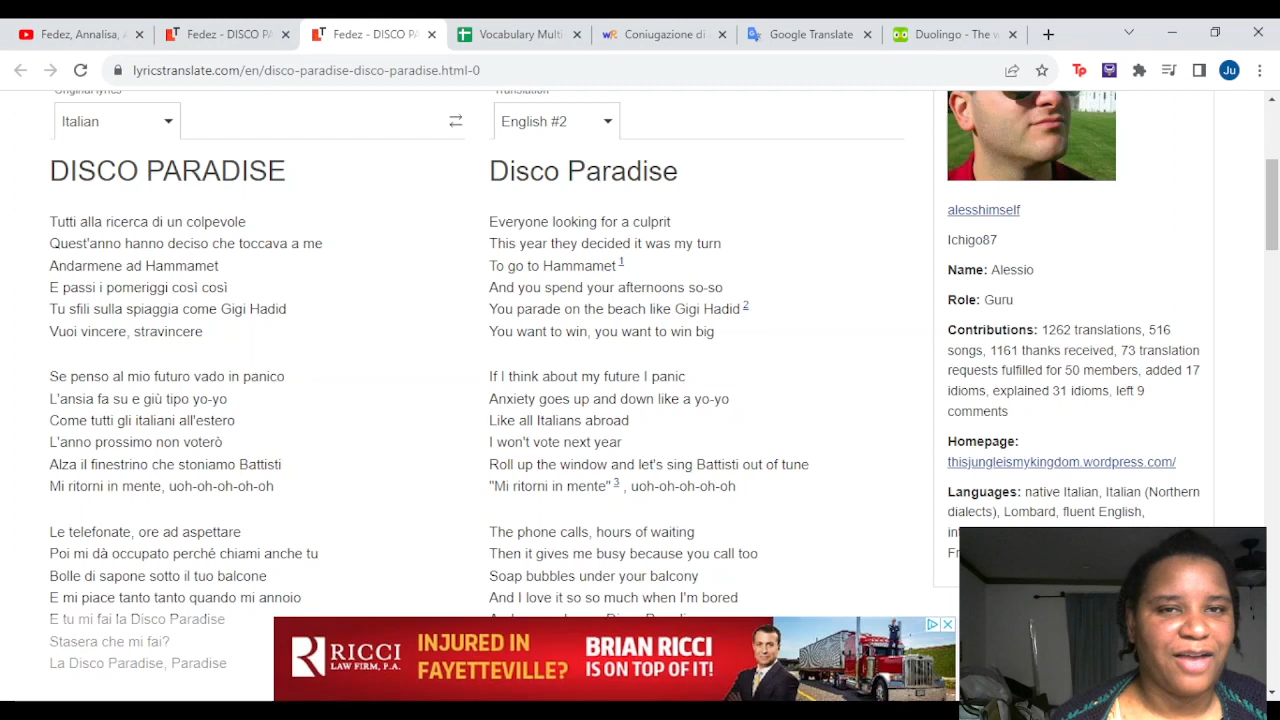 Fedez, Annalisa, A
Fedez - DISCO PA
Fedez - DISCO PA
Vocabulary Multi
Coniugazione di
Google Translate
Duolingo - The w
lyricstranslate.com/en/disco-paradise-disco-paradise.html-0
Ju
Original lyrics
Italian
DISCO PARADISE
Tutti alla ricerca di un colpevole
Quest'anno hanno deciso che toccava a me
Andarmene ad Hammamet
E passi i pomeriggi così così
Tu sfili sulla spiaggia come Gigi Hadid
Vuoi vincere, stravincere
Se penso al mio futuro vado in panico
L'ansia fa su e giù tipo yo-yo
Come tutti gli italiani all'estero
L'anno prossimo non voterò
Alza il finestrino che stoniamo Battisti
Mi ritorni in mente, uoh-oh-oh-oh-oh
Le telefonate, ore ad aspettare
Poi mi dà occupato perché chiami anche tu
Bolle di sapone sotto il tuo balcone
E mi piace tanto tanto quando mi annoio
E tu mi fai la Disco Paradise
Stasera che mi fai?
La Disco Paradise, Paradise
Translation
English #2
Disco Paradise
Everyone looking for a culprit
This year they decided it was my turn
To go to Hammamet 1
And you spend your afternoons so-so
You parade on the beach like Gigi Hadid 2
You want to win, you want to win big
If I think about my future I panic
Anxiety goes up and down like a yo-yo
Like all Italians abroad
I won't vote next year
Roll up the window and let's sing Battisti out of tune
"Mi ritorni in mente" 3 , uoh-oh-oh-oh-oh
The phone calls, hours of waiting
Then it gives me busy because you call too
Soap bubbles under your balcony
And I love it so so much when I'm bored
alesshimself
Ichigo87
Name: Alessio
Role: Guru
Contributions: 1262 translations, 516
songs, 1161 thanks received, 73 translation
requests fulfilled for 50 members, added 17
idioms, explained 31 idioms, left 9
comments
Homepage:
thisjungleismykingdom.wordpress.com/
Languages: native Italian, Italian (Northern
dialects), Lombard, fluent English,
RICCI
LAW FIRM, P.A.
INJURED IN
FAYETTEVILLE?
BRIAN RICCI
IS ON TOP OF IT!